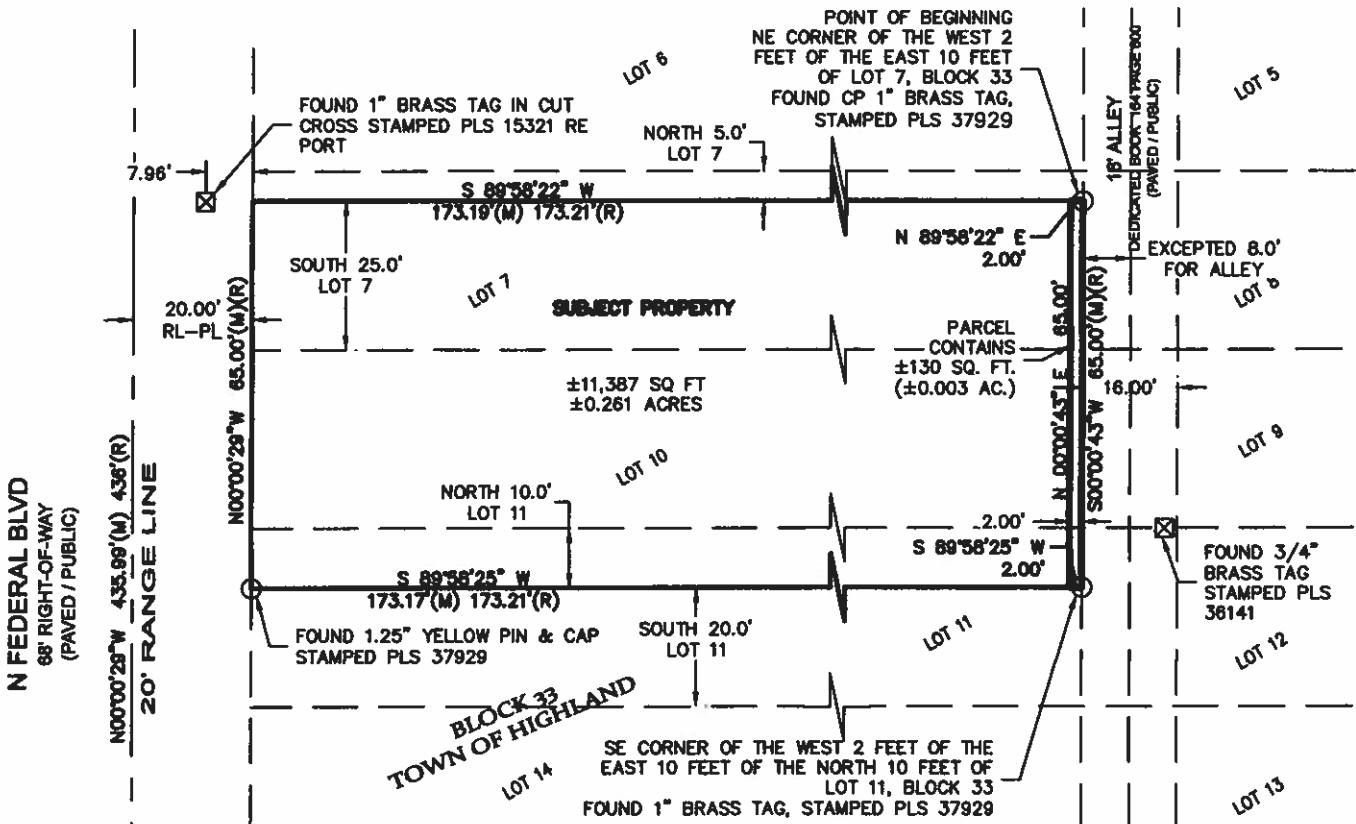 POINT OF BEGINNING
NE CORNER OF THE WEST 2
FEET OF THE EAST 10 FEET
OF LOT 7, BLOCK 33
FOUND CP 1" BRASS TAG,
STAMPED PLS 37929
LOT 6
LOT 5
FOUND 1" BRASS TAG IN CUT
CROSS STAMPED PLS 15321 RE
PORT
NORTH 5.0'
LOT 7
16' ALLEY
DEDICATED BOOK 164 PAGE 600
(PAVED / PUBLIC)
7.96'
S 89°58'22" W
173.19'(M) 173.21'(R)
N 89°58'22" E
2.00'
EXCEPTED 8.0'
FOR ALLEY
SOUTH 25.0'
LOT 7
LOT 7
LOT 8
20.00'
RL-PL
SUBJECT PROPERTY
N00°00'29"W 65.00'(M)(R)
PARCEL
CONTAINS
±130 SQ. FT.
(±0.003 AC.)
N 00°00'43" E 65.00'
S00°00'43"W 65.00'(M)(R)
±11,387 SQ FT
±0.261 ACRES
16.00'
LOT 10
LOT 9
N FEDERAL BLVD
68' RIGHT-OF-WAY
(PAVED / PUBLIC)
N00°00'29"W 435.99'(M) 436'(R)
20' RANGE LINE
NORTH 10.0'
LOT 11
2.00'
S 89°58'25" W
2.00'
FOUND 3/4"
BRASS TAG
STAMPED PLS
36141
S 89°58'25" W
173.17'(M) 173.21'(R)
FOUND 1.25" YELLOW PIN & CAP
STAMPED PLS 37929
SOUTH 20.0'
LOT 11
LOT 11
LOT 12
BLOCK 33
TOWN OF HIGHLAND
LOT 14
SE CORNER OF THE WEST 2 FEET OF THE
EAST 10 FEET OF THE NORTH 10 FEET OF
LOT 11, BLOCK 33
FOUND 1" BRASS TAG, STAMPED PLS 37929
LOT 13